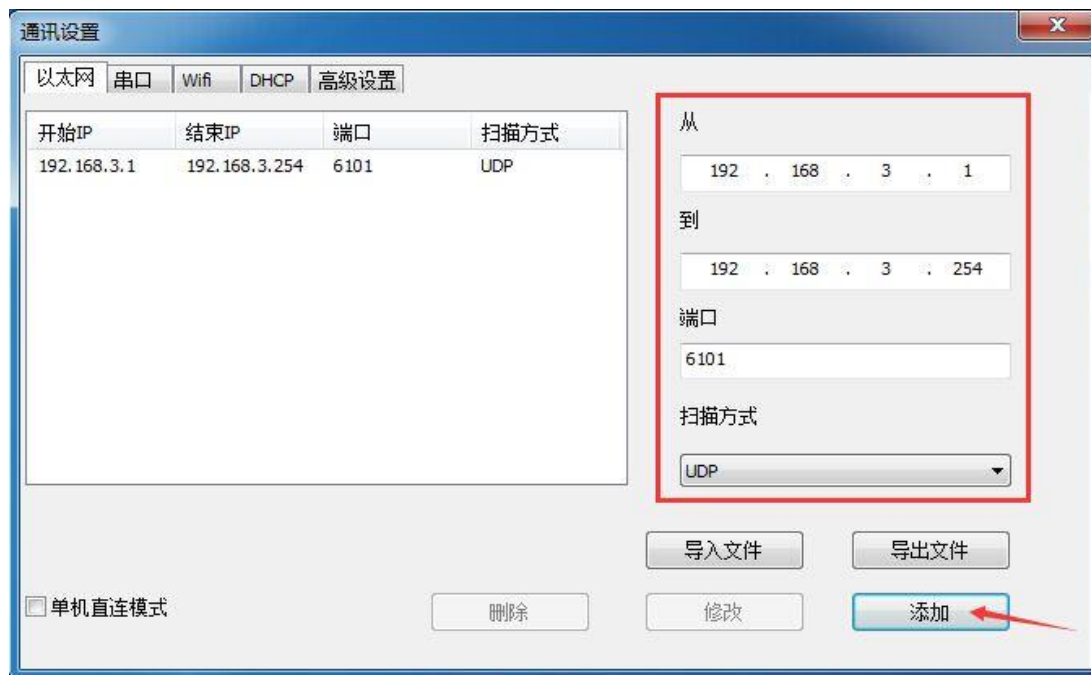 通讯设置
以太网 串口 Wifi DHCP 高级设置
开始IP 结束IP 端口 扫描方式
192.168.3.1 192.168.3.254 6101 UDP
从
192 . 168 . 3 . 1
到
192 . 168 . 3 . 254
端口
6101
扫描方式
UDP
导入文件 导出文件
单机直连模式 删除 修改 添加